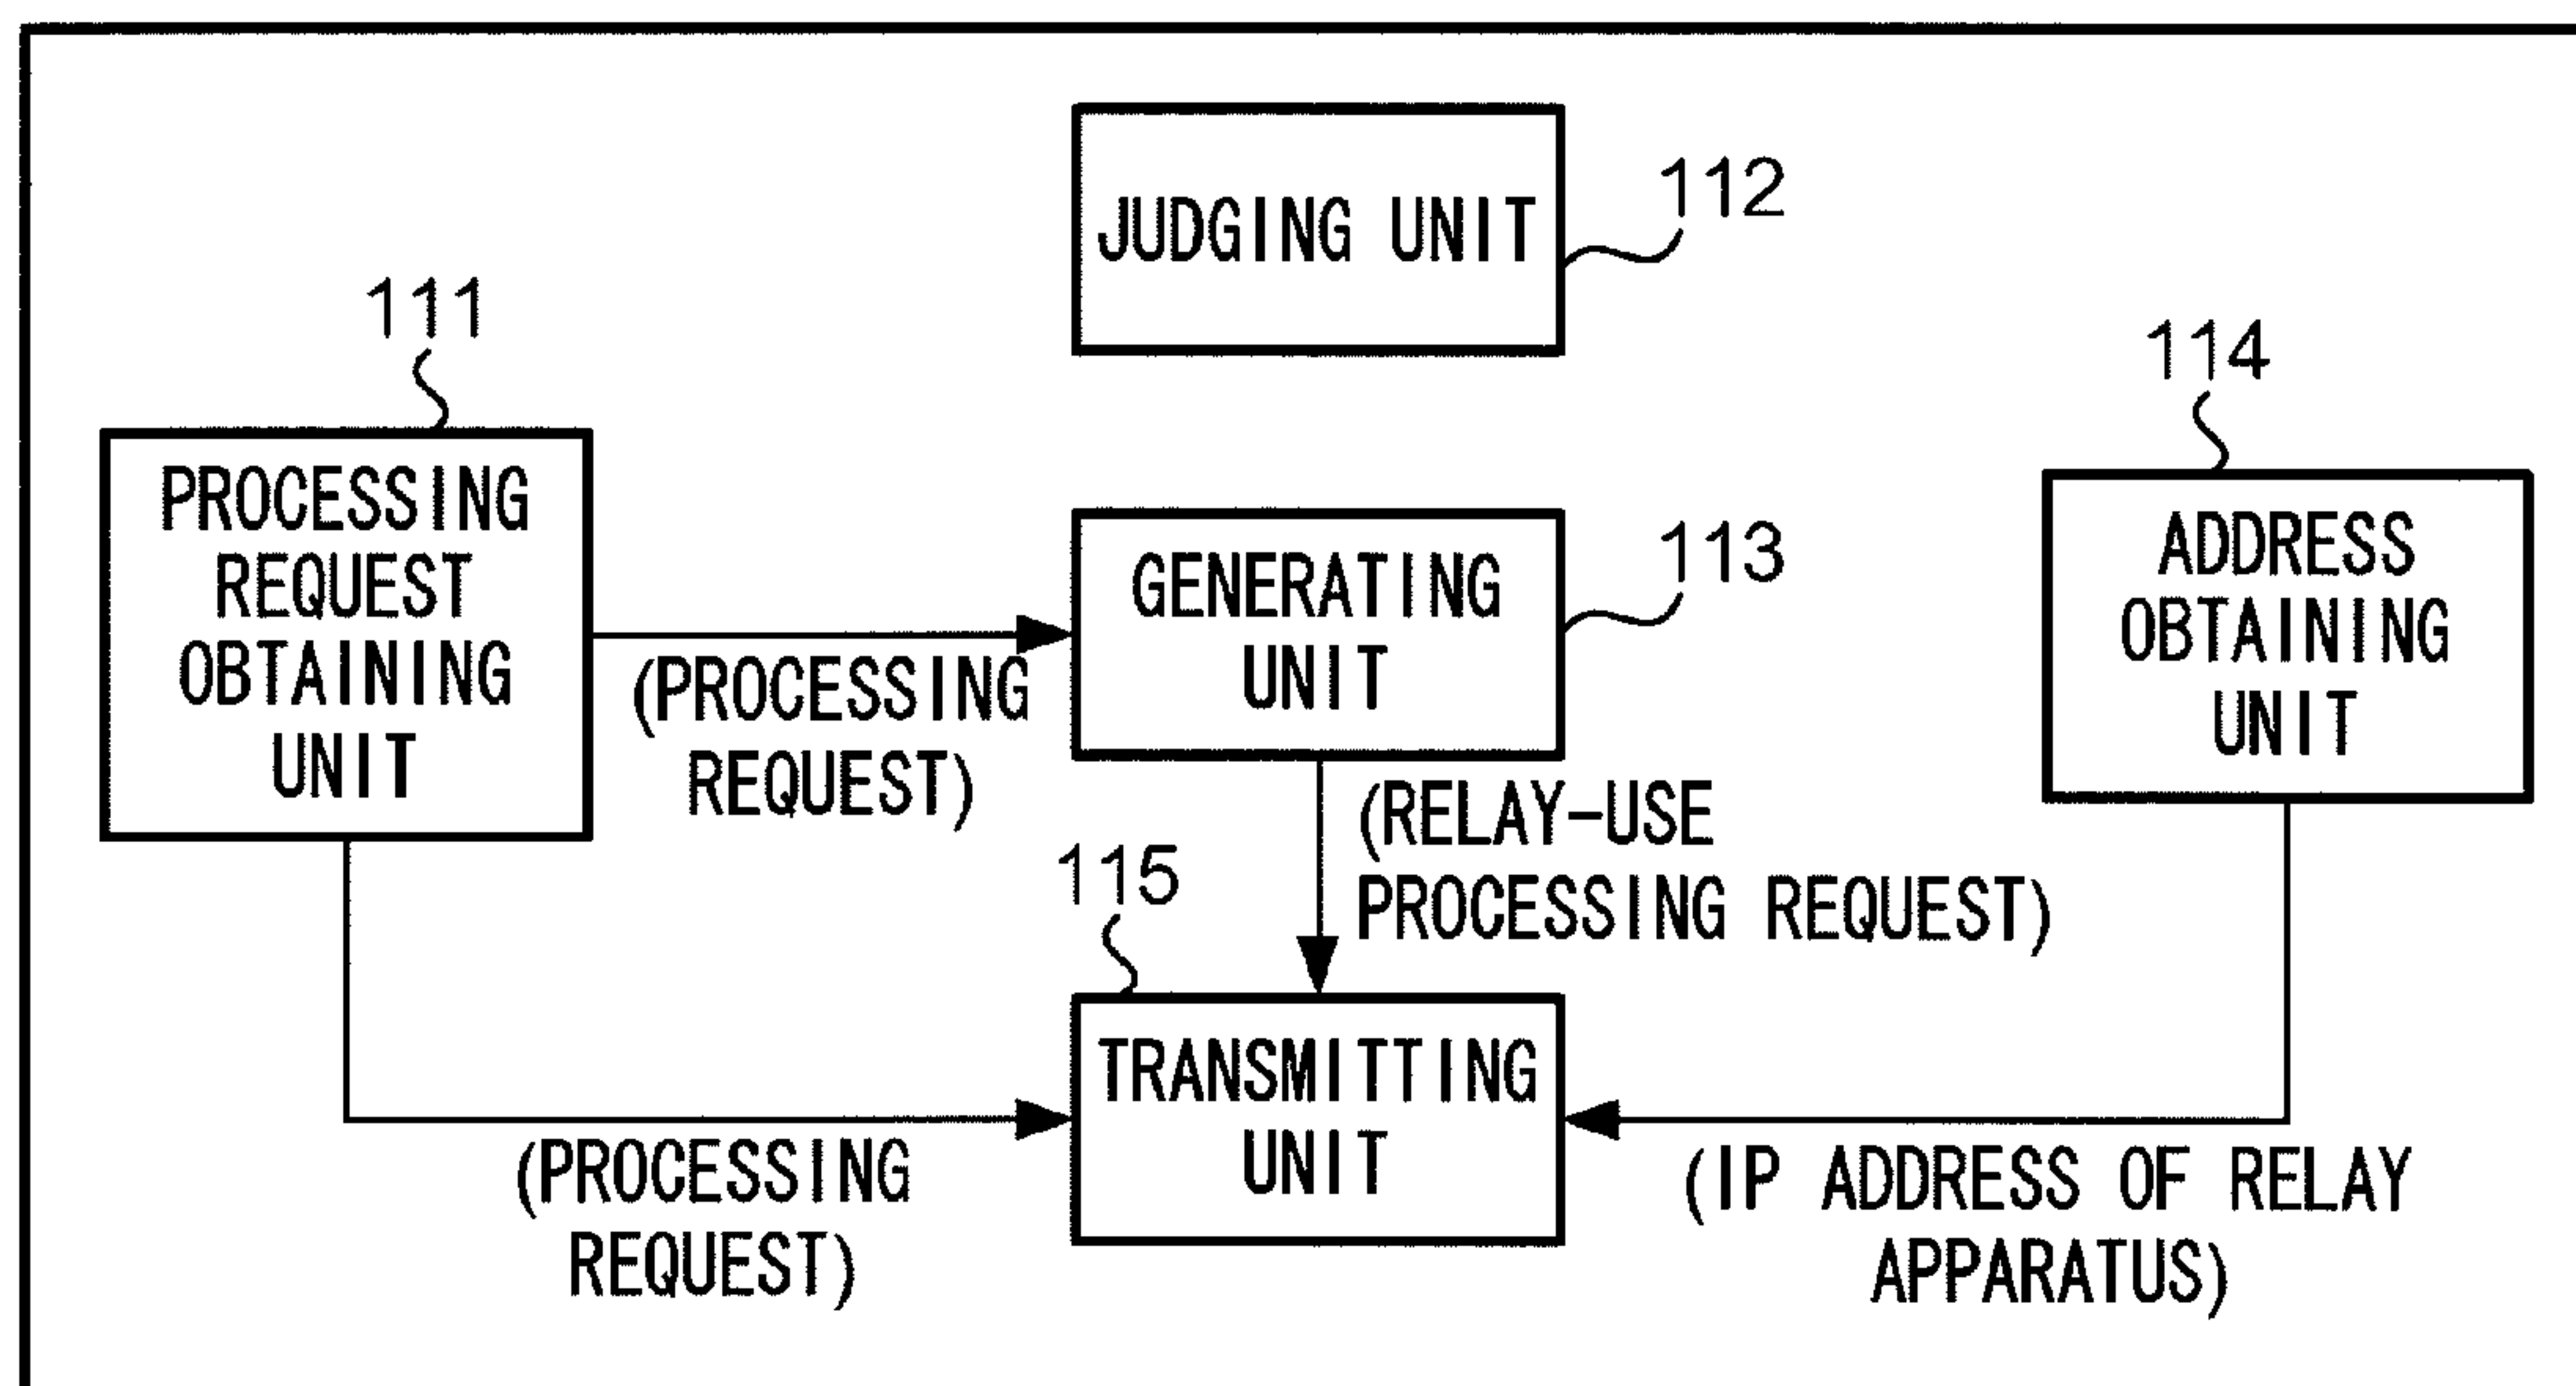 JUDGING UNIT
112
111
114
PROCESSING
REQUEST
OBTAINING
UNIT
GENERATING
UNIT
113
ADDRESS
OBTAINING
UNIT
(PROCESSING
REQUEST)
(RELAY-USE
PROCESSING REQUEST)
115
TRANSMITTING
UNIT
(PROCESSING
REQUEST)
(IP ADDRESS OF RELAY
APPARATUS)